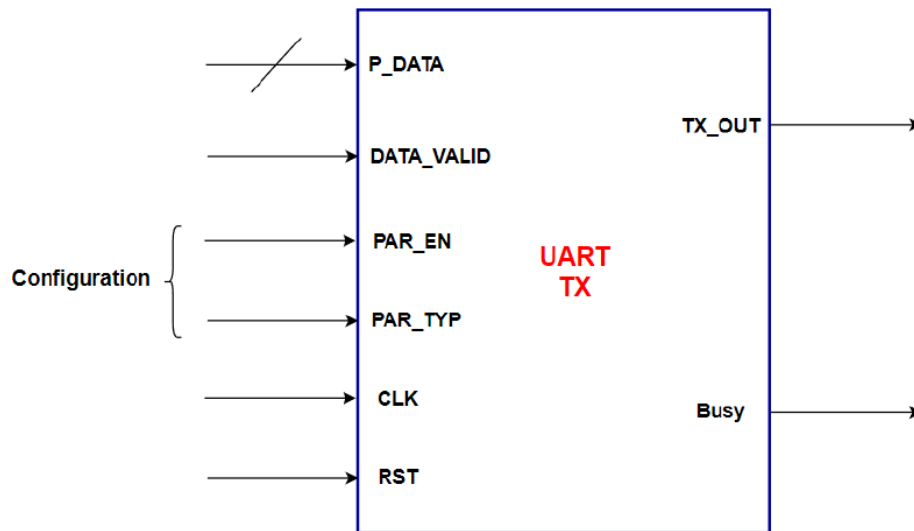 P_DATA
TX_OUT
DATA_VALID
PAR_EN
UART
TX
Configuration
PAR_TYP
CLK
Busy
RST